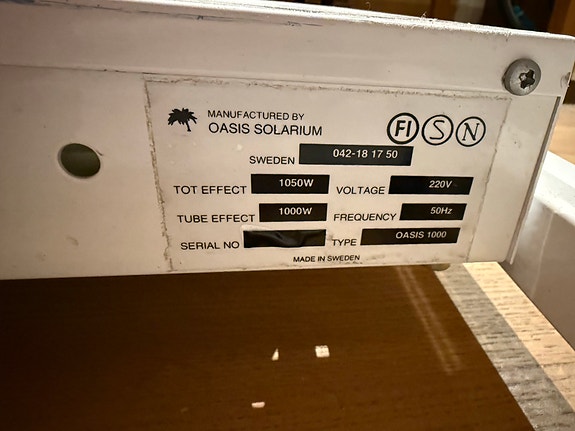 MANUFACTURED BY
OASIS SOLARIUM
FI S N
SWEDEN 042-18 17 50
TOT EFFECT 1050W VOLTAGE 220V
TUBE EFFECT 1000W FREQUENCY 50Hz
SERIAL NO TYPE OASIS 1000
MADE IN SWEDEN